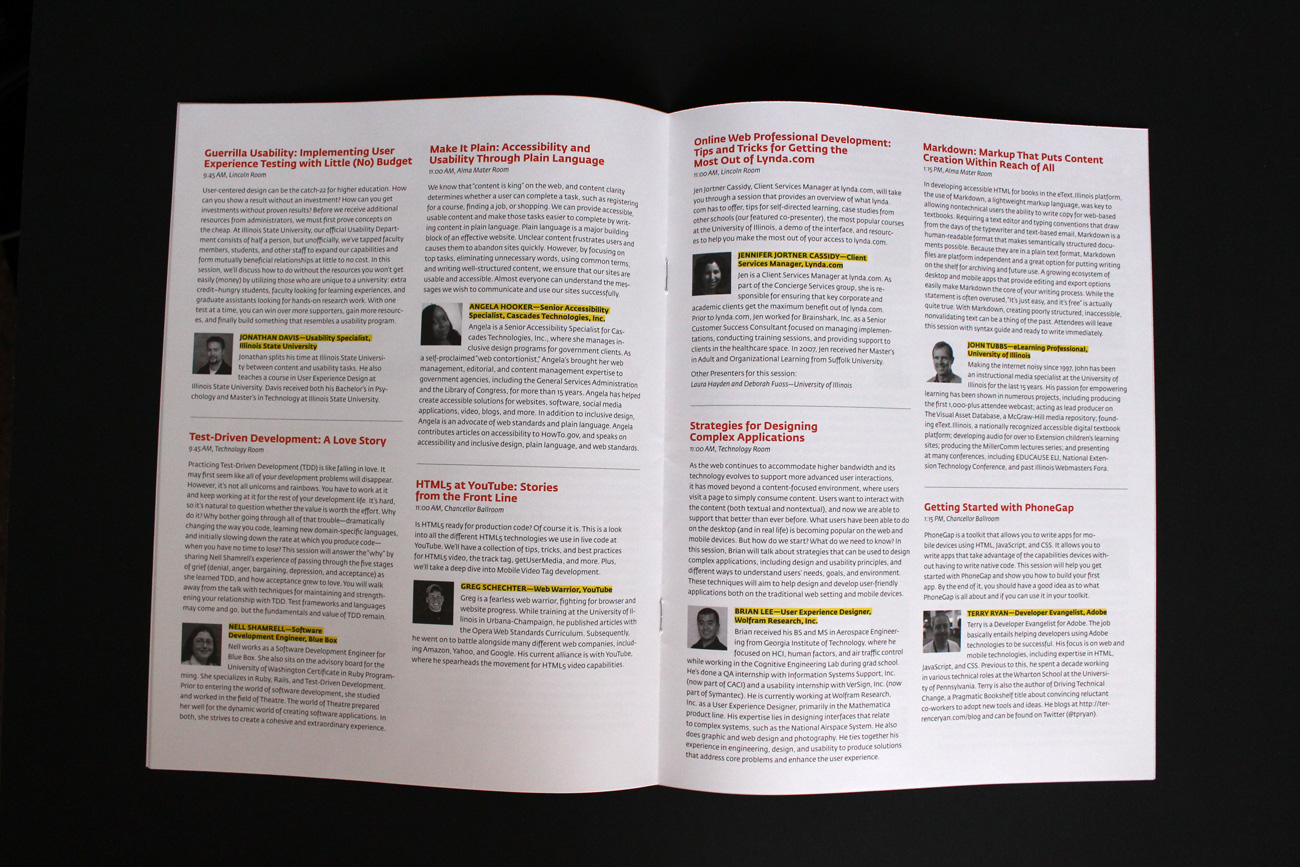 Guerrilla Usability: Implementing User
Experience Testing with Little (No) Budget
9:45 AM, Lincoln Room
User-centered design can be the catch-22 for higher education. How
can you show a result without an investment? How can you get
investments without proven results? Before we receive additional
resources from administrators, we must first prove concepts on
the cheap. At Illinois State University, our official Usability Depart-
ment consists of half a person, but unofficially, we've tapped faculty
members, students, and other staff to expand our capabilities and
form mutually beneficial relationships at little to no cost. In this
session, we'll discuss how to do without the resources you won't get
easily (money) by utilizing those who are unique to a university: extra
credit–hungry students, faculty looking for learning experiences, and
graduate assistants looking for hands-on research work. With one
test at a time, you can win over supporters, gain more resourc-
es, and finally build something that resembles a usability program.
JONATHAN DAVIS—Usability Specialist,
Illinois State University
Jonathan splits his time at Illinois State Universi-
ty between content and usability tasks. He also
teaches a course in User Experience Design at
Illinois State University. Davis received both his Bachelor's in Psy-
chology and Master's in Technology at Illinois State University.
Test-Driven Development: A Love Story
9:45 AM, Technology Room
Practicing Test-Driven Development (TDD) is like falling in love. It
may first seem like all of your development problems will disappear.
However, it's not all unicorns and rainbows. You have to work at it
and keep working at it for the rest of your development life. It's hard,
so it's natural to question whether the value is worth the effort. Why
do it? Why bother going through all of that trouble—dramatically
changing the way you code, learning new domain-specific languages,
and initially slowing down the rate at which you produce code—
when you have no time to lose? This session will answer the "why" by
sharing Nell Shamrell's experience of passing through the five stages
of grief (denial, anger, bargaining, depression, and acceptance) as
she learned TDD, and how acceptance grew to love. You will walk
away from the talk with techniques for maintaining and strength-
ening your relationship with TDD. Test frameworks and languages
may come and go, but the fundamentals and value of TDD remain.
NELL SHAMRELL—Software
Development Engineer, Blue Box
Nell works as a Software Development Engineer for
Blue Box. She also sits on the advisory board for the
University of Washington Certificate in Ruby Program-
ming. She specializes in Ruby, Rails, and Test-Driven Development.
Prior to entering the world of software development, she studied
and worked in the field of Theatre. The world of Theatre prepared
her well for the dynamic world of creating software applications. In
both, she strives to create a cohesive and extraordinary experience.
Make It Plain: Accessibility and
Usability Through Plain Language
11:00 AM, Alma Mater Room
We know that "content is king" on the web, and content clarity
determines whether a user can complete a task, such as registering
for a course, finding a job, or shopping. We can provide accessible,
usable content and make those tasks easier to complete by writ-
ing content in plain language. Plain language is a major building
block of an effective website. Unclear content frustrates users and
causes them to abandon sites quickly. However, by focusing on
top tasks, eliminating unnecessary words, using common terms,
and writing well-structured content, we ensure that our sites are
usable and accessible. Almost everyone can understand the mes-
sages we wish to communicate and use our sites successfully.
ANGELA HOOKER—Senior Accessibility
Specialist, Cascades Technologies, Inc.
Angela is a Senior Accessibility Specialist for Cas-
cades Technologies, Inc., where she manages in-
clusive design programs for government clients. As
a self-proclaimed "web contortionist," Angela's brought her web
management, editorial, and content management expertise to
government agencies, including the General Services Administration
and the Library of Congress, for more than 15 years. Angela has helped
create accessible solutions for websites, software, social media
applications, video, blogs, and more. In addition to inclusive design,
Angela is an advocate of web standards and plain language. Angela
contributes articles on accessibility to HowTo.gov, and speaks on
accessibility and inclusive design, plain language, and web standards.
HTML5 at YouTube: Stories
from the Front Line
11:00 AM, Chancellor Ballroom
Is HTML5 ready for production code? Of course it is. This is a look
into all the different HTML5 technologies we use in live code at
YouTube. We'll have a collection of tips, tricks, and best practices
for HTML5 video, the track tag, getUserMedia, and more. Plus,
we'll take a deep dive into Mobile Video Tag development.
GREG SCHECHTER—Web Warrior, YouTube
Greg is a fearless web warrior, fighting for browser and
website progress. While training at the University of Il-
linois in Urbana-Champaign, he published articles with
the Opera Web Standards Curriculum. Subsequently,
he went on to battle alongside many different web companies, includ-
ing Amazon, Yahoo, and Google. His current alliance is with YouTube,
where he spearheads the movement for HTML5 video capabilities.
Online Web Professional Development:
Tips and Tricks for Getting the
Most Out of Lynda.com
11:00 AM, Lincoln Room
Jen Jortner Cassidy, Client Services Manager at lynda.com, will take
you through a session that provides an overview of what lynda.
com has to offer, tips for self-directed learning, case studies from
other schools (our featured co-presenter), the most popular courses
at the University of Illinois, a demo of the interface, and resourc-
es to help you make the most out of your access to lynda.com.
JENNIFER JORTNER CASSIDY—Client
Services Manager, Lynda.com
Jen is a Client Services Manager at lynda.com. As
part of the Concierge Services group, she is re-
sponsible for ensuring that key corporate and
academic clients get the maximum benefit out of lynda.com.
Prior to lynda.com, Jen worked for Brainshark, Inc. as a Senior
Customer Success Consultant focused on managing implemen-
tations, conducting training sessions, and providing support to
clients in the healthcare space. In 2007, Jen received her Master's
in Adult and Organizational Learning from Suffolk University.
Other Presenters for this session:
Laura Hayden and Deborah Fuoss—University of Illinois
Strategies for Designing
Complex Applications
11:00 AM, Technology Room
As the web continues to accommodate higher bandwidth and its
technology evolves to support more advanced user interactions,
it has moved beyond a content-focused environment, where users
visit a page to simply consume content. Users want to interact with
the content (both textual and nontextual), and now we are able to
support that better than ever before. What users have been able to do
on the desktop (and in real life) is becoming popular on the web and
mobile devices. But how do we start? What do we need to know? In
this session, Brian will talk about strategies that can be used to design
complex applications, including design and usability principles, and
different ways to understand users' needs, goals, and environment.
These techniques will aim to help design and develop user-friendly
applications both on the traditional web setting and mobile devices.
BRIAN LEE—User Experience Designer,
Wolfram Research, Inc.
Brian received his BS and MS in Aerospace Engineer-
ing from Georgia Institute of Technology, where he
focused on HCI, human factors, and air traffic control
while working in the Cognitive Engineering Lab during grad school.
He's done a QA internship with Information Systems Support, Inc.
(now part of CACI) and a usability internship with VeriSign, Inc. (now
part of Symantec). He is currently working at Wolfram Research,
Inc. as a User Experience Designer, primarily in the Mathematica
product line. His expertise lies in designing interfaces that relate
to complex systems, such as the National Airspace System. He also
does graphic and web design and photography. He ties together his
experience in engineering, design, and usability to produce solutions
that address core problems and enhance the user experience.
Markdown: Markup That Puts Content
Creation Within Reach of All
1:15 PM, Alma Mater Room
In developing accessible HTML for books in the eText.Illinois platform,
the use of Markdown, a lightweight markup language, was key to
allowing nontechnical users the ability to write copy for web-based
textbooks. Requiring a text editor and typing conventions that draw
from the days of the typewriter and text-based email, Markdown is a
human-readable format that makes semantically structured docu-
ments possible. Because they are in a plain text format, Markdown
files are platform independent and a great option for putting writing
on the shelf for archiving and future use. A growing ecosystem of
desktop and mobile apps that provide editing and export options
easily make Markdown the core of your writing process. While the
statement is often overused, "it's just easy, and it's free" is actually
quite true. With Markdown, creating poorly structured, inaccessible,
nonvalidating text can be a thing of the past. Attendees will leave
this session with syntax guide and ready to write immediately.
JOHN TUBBS—eLearning Professional,
University of Illinois
Making the Internet noisy since 1997, John has been
an instructional media specialist at the University of
Illinois for the last 15 years. His passion for empowering
learning has been shown in numerous projects, including producing
the first 1,000-plus attendee webcast; acting as lead producer on
The Visual Asset Database, a McGraw-Hill media repository; found-
ing eText.Illinois, a nationally recognized accessible digital textbook
platform; developing audio for over 10 Extension children's learning
sites; producing the MillerComm lectures series; and presenting
at many conferences, including EDUCAUSE ELI, National Exten-
sion Technology Conference, and past Illinois Webmasters Fora.
Getting Started with PhoneGap
1:15 PM, Chancellor Ballroom
PhoneGap is a toolkit that allows you to write apps for mo-
bile devices using HTML, JavaScript, and CSS. It allows you to
write apps that take advantage of the capabilities devices with-
out having to write native code. This session will help you get
started with PhoneGap and show you how to build your first
app. By the end of it, you should have a good idea as to what
PhoneGap is all about and if you can use it in your toolkit.
TERRY RYAN—Developer Evangelist, Adobe
Terry is a Developer Evangelist for Adobe. The job
basically entails helping developers using Adobe
technologies to be successful. His focus is on web and
mobile technologies, including expertise in HTML,
JavaScript, and CSS. Previous to this, he spent a decade working
in various technical roles at the Wharton School at the Universi-
ty of Pennsylvania. Terry is also the author of Driving Technical
Change, a Pragmatic Bookshelf title about convincing reluctant
co-workers to adopt new tools and ideas. He blogs at http://ter-
renceryan.com/blog and can be found on Twitter (@tpryan).